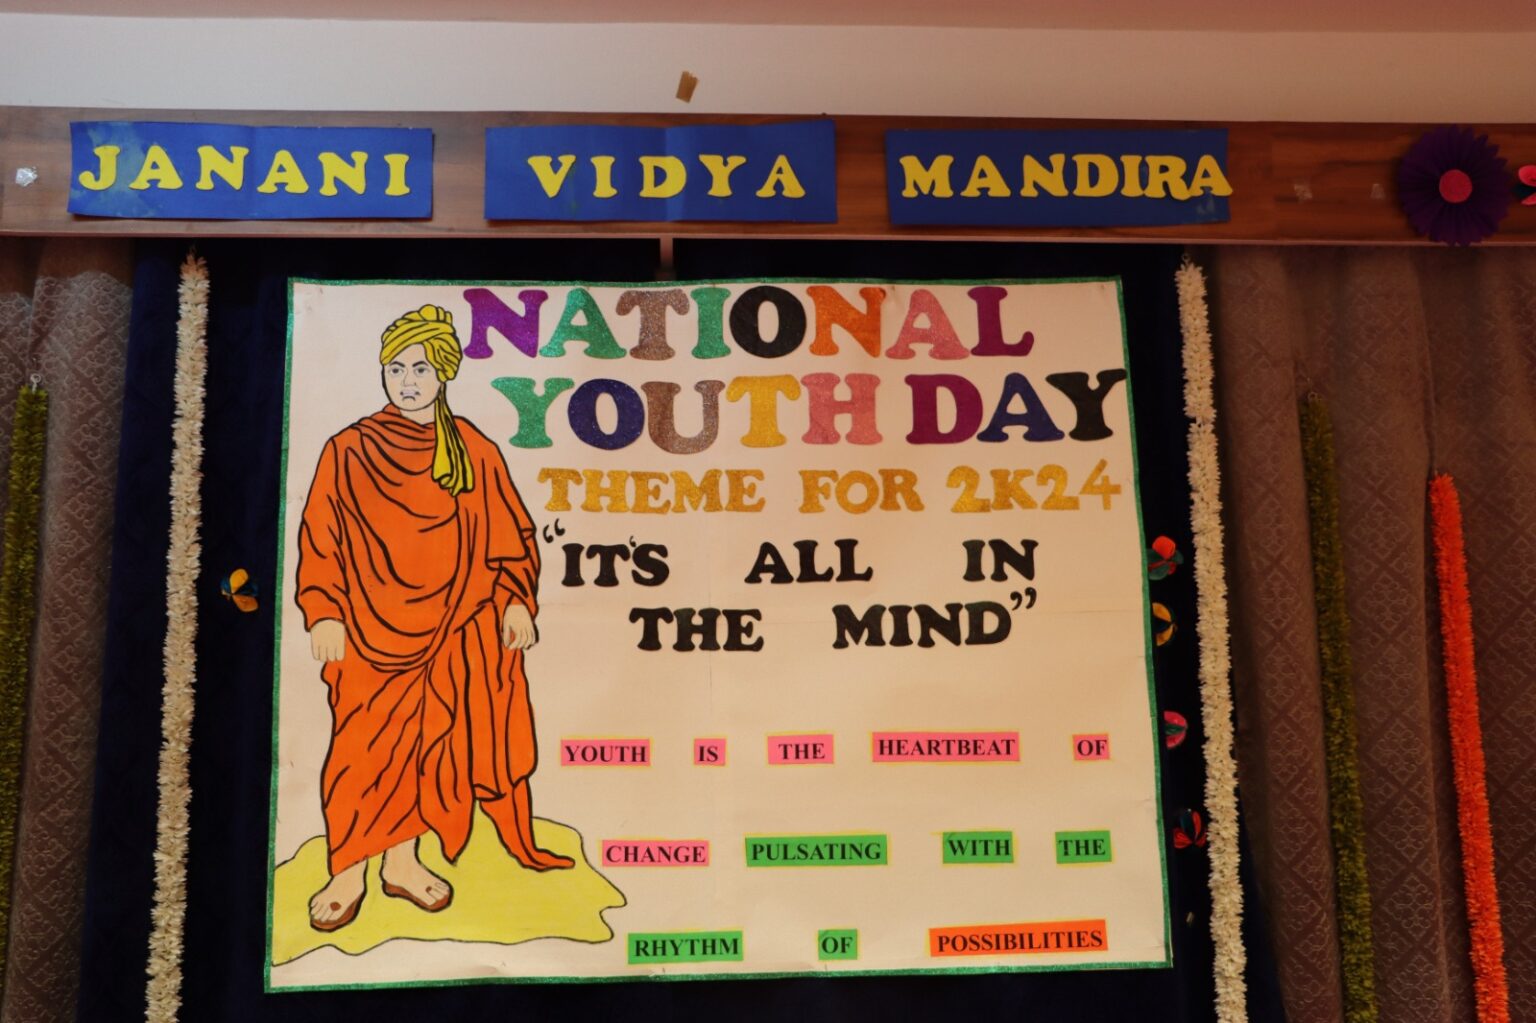 JANANI VIDYA MANDIRA
NATIONAL
YOUTH DAY
THEME FOR 2K24
“IT'S ALL IN
THE MIND”
YOUTH IS THE HEARTBEAT OF
CHANGE PULSATING WITH THE
RHYTHM OF POSSIBILITIES